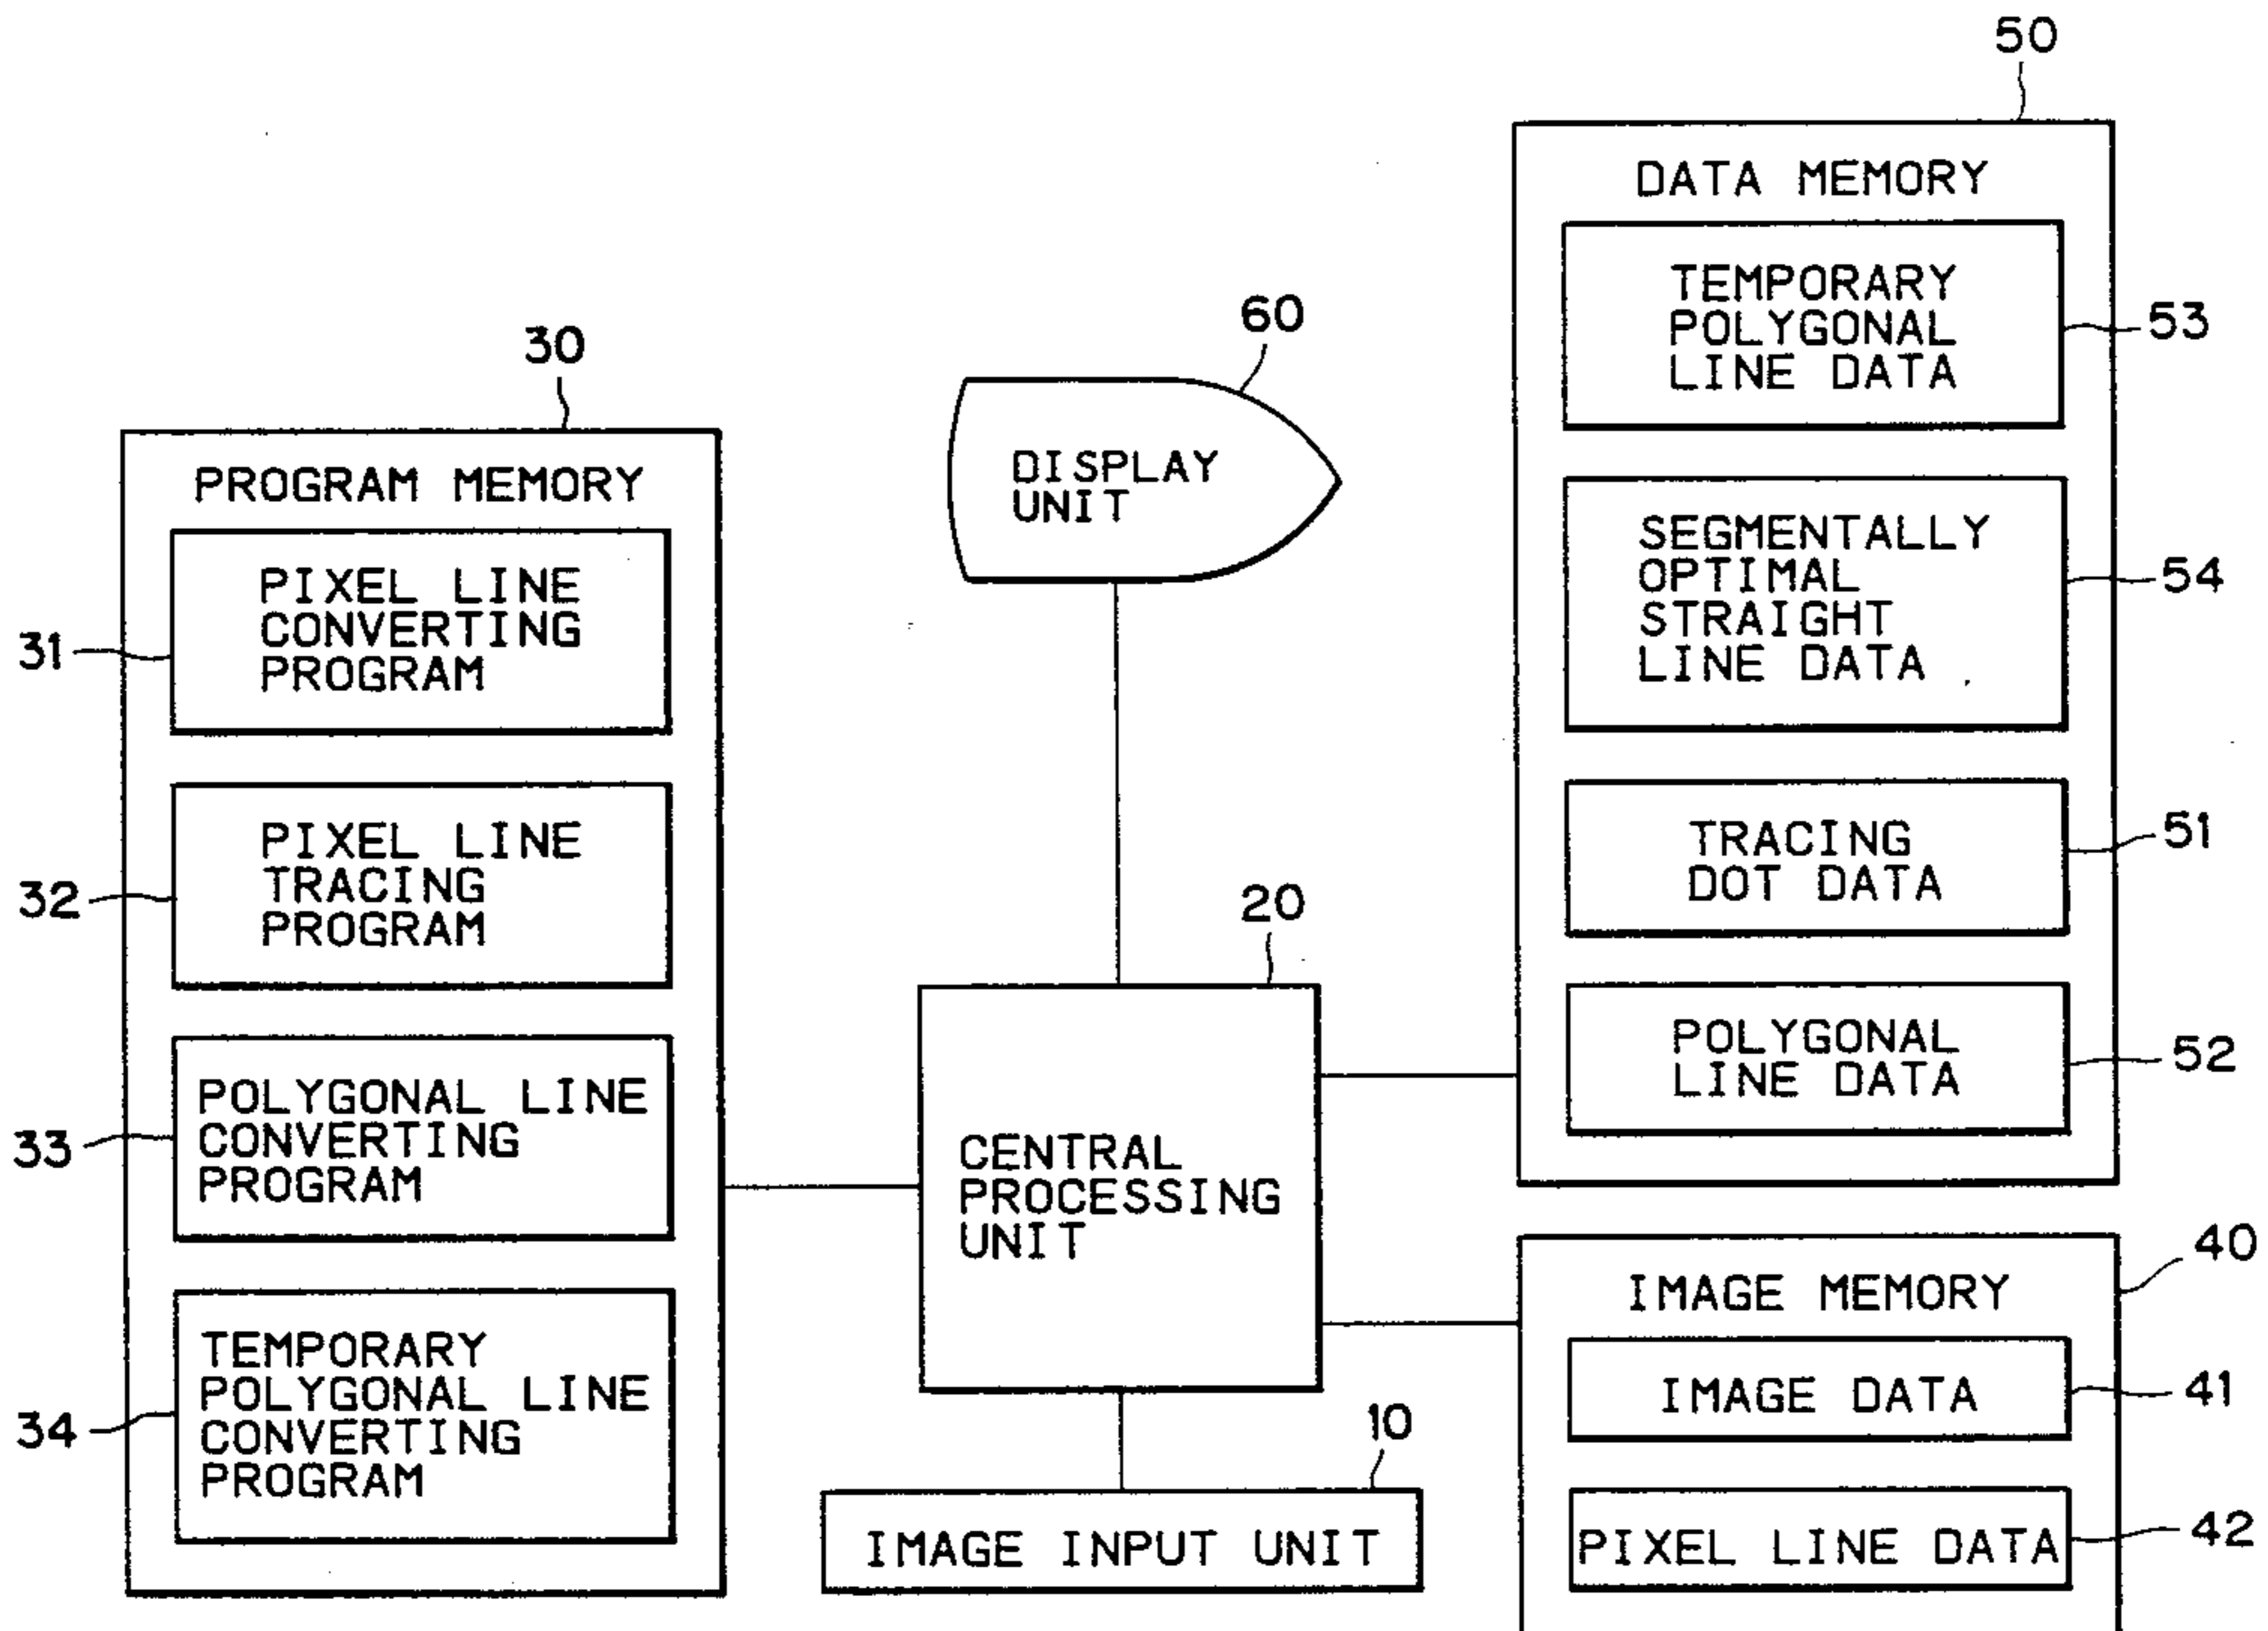 30
PROGRAM MEMORY
31
PIXEL LINE
CONVERTING
PROGRAM
32
PIXEL LINE
TRACING
PROGRAM
33
POLYGONAL LINE
CONVERTING
PROGRAM
34
TEMPORARY
POLYGONAL LINE
CONVERTING
PROGRAM
60
DISPLAY
UNIT
20
CENTRAL
PROCESSING
UNIT
10
IMAGE INPUT UNIT
50
DATA MEMORY
TEMPORARY
POLYGONAL
LINE DATA
53
SEGMENTALLY
OPTIMAL
STRAIGHT
LINE DATA
54
TRACING
DOT DATA
51
POLYGONAL
LINE DATA
52
40
IMAGE MEMORY
IMAGE DATA
41
PIXEL LINE DATA
42